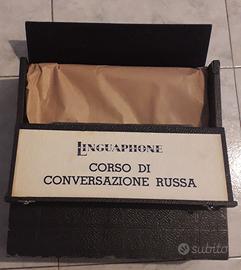 LINGUAPHONE
CORSO DI
CONVERSAZIONE RUSSA
subito